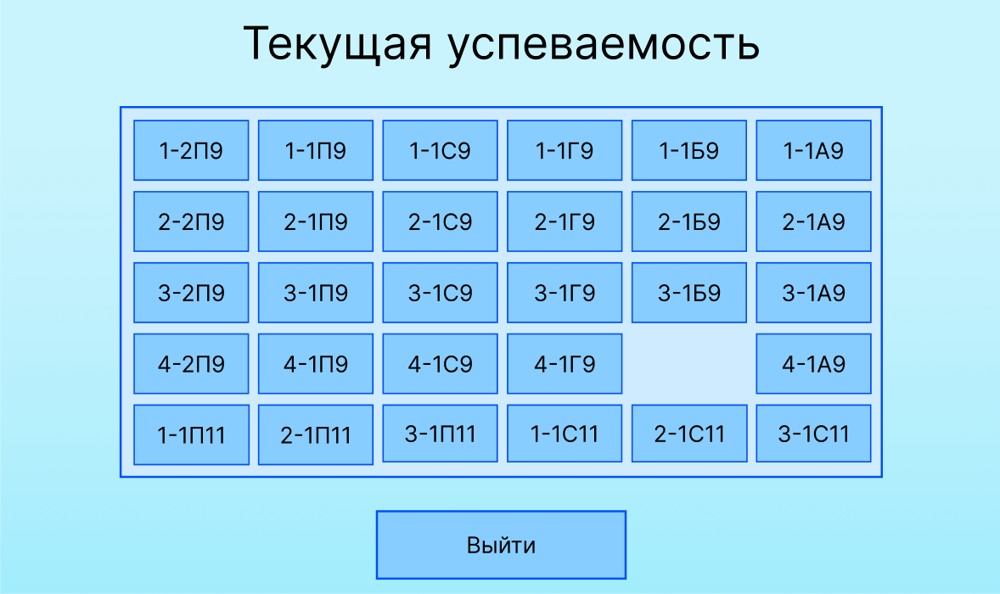 Текущая успеваемость
1-2П9 1-1П9 1-1С9 1-1Г9 1-1Б9 1-1А9
2-2П9 2-1П9 2-1С9 2-1Г9 2-1Б9 2-1А9
3-2П9 3-1П9 3-1С9 3-1Г9 3-1Б9 3-1А9
4-2П9 4-1П9 4-1С9 4-1Г9 4-1А9
1-1П11 2-1П11 3-1П11 1-1С11 2-1С11 3-1С11
Выйти